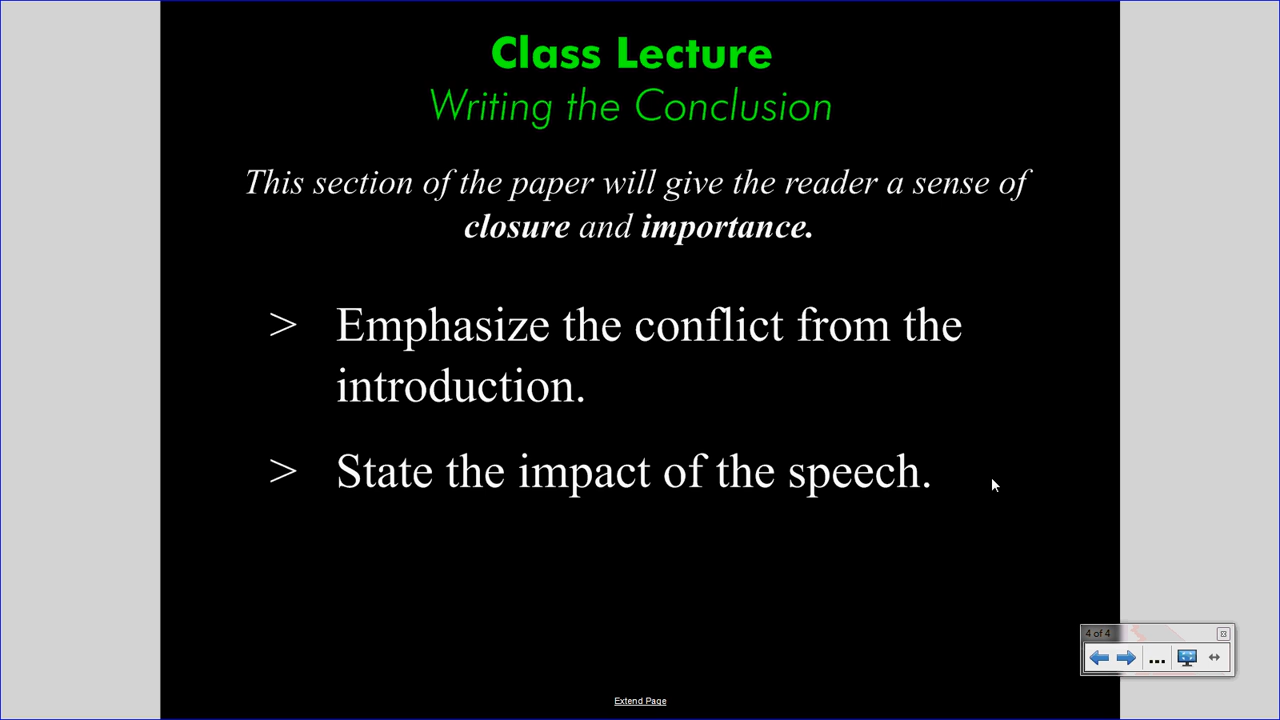 Class Lecture
Writing the Conclusion
This section of the paper will give the reader a sense of
closure and importance.
> Emphasize the conflict from the
introduction.
> State the impact of the speech.
4 of 4
...
Extend Page